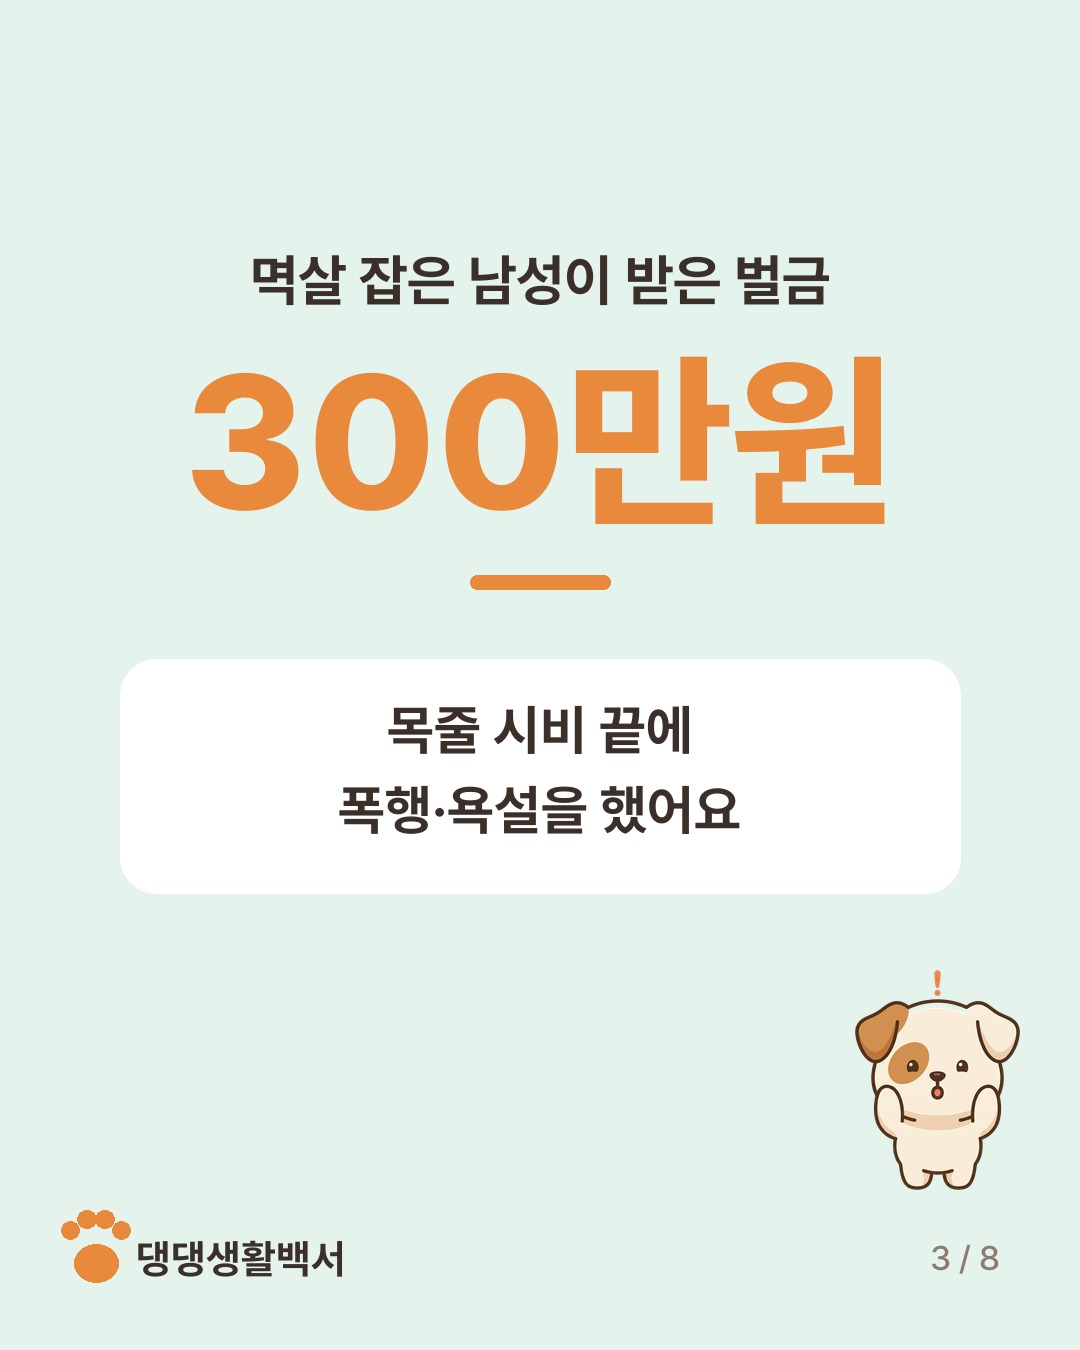 멱살 잡은 남성이 받은 벌금
300만원
목줄 시비 끝에
폭행·욕설을 했어요
!
댕댕생활백서
3 / 8